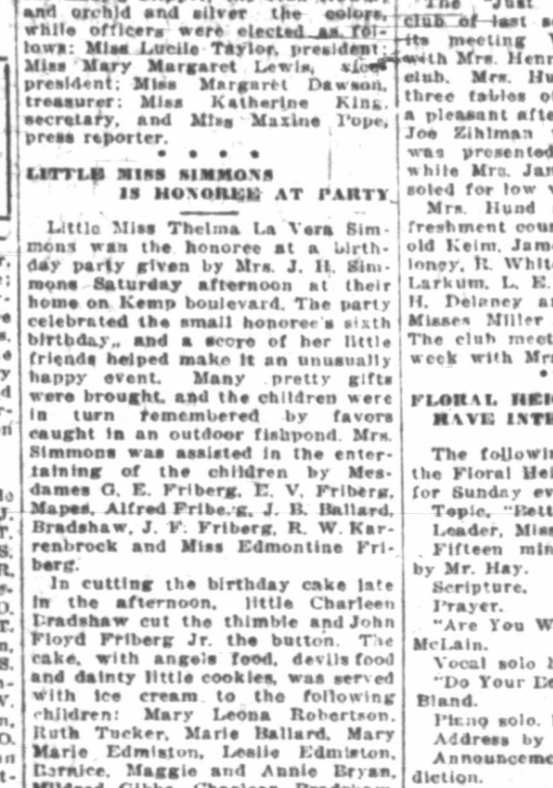 and orchid and silver the colors,
while officers were elected as fol-
lows: Miss Lucile Taylor, president;
Miss Mary Margaret Lewis, vice
president; Miss Margaret Dawson,
treasurer; Miss Katherine King,
secretary, and Miss Maxine Pope,
press reporter.
• • • •
LITTLE MISS SIMMONS
IS HONOREE AT PARTY
Little Miss Thelma La Vera Sim-
mons was the honoree at a birth-
day party given by Mrs. J. H. Sim-
mons Saturday afternoon at their
home on Kemp boulevard. The party
celebrated the small honoree's sixth
birthday,, and a score of her little
friends helped make it an unusually
happy event. Many pretty gifts
were brought, and the children were
in turn remembered by favors
caught in an outdoor fishpond. Mrs.
Simmons was assisted in the enter-
taining of the children by Mes-
dames G. E. Friberg, E. V. Friberg,
Mapes, Alfred Fribe.g, J. B. Ballard,
Bradshaw, J. F. Friberg, R. W. Kar-
renbrock and Miss Edmontine Fri-
berg.
In cutting the birthday cake late
in the afternoon, little Charleen
Bradshaw cut the thimble and John
Floyd Friberg Jr. the button. The
cake, with angels food, devils food
and dainty little cookies, was served
with ice cream to the following
children: Mary Leona Robertson,
Ruth Tucker, Marie Ballard, Mary
Marie Edmiston, Leslie Edmiston,
Bernice, Maggie and Annie Bryan,
Mildred Gibbs, Charleen Bradshaw,
The "Just
club of last
its meeting
with Mrs. Henr
club. Mrs. Hu
three tables o
a pleasant afte
Joe Zihlman
was presented
while Mrs. Jam
soled for low
Mrs. Hund
freshment cou
old Keim, Jam
loney, R. Whit
Larkum, L. E.
H. Delaney a
Misses Miller
The club meet
week with Mrs
FLORAL HEI
HAVE INTE
The followi
the Floral Hei
for Sunday ev
Topic, "Bett
Leader, Miss
Fifteen min
by Mr. Hay.
Scripture.
Prayer.
"Are You W
McLain.
Vocal solo
"Do Your Be
Bland.
Piano solo.
Address by
Announceme
diction.